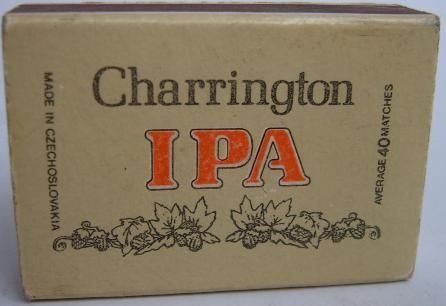 Charrington
IPA
MADE IN CZECHOSLOVAKIA
AVERAGE 40 MATCHES